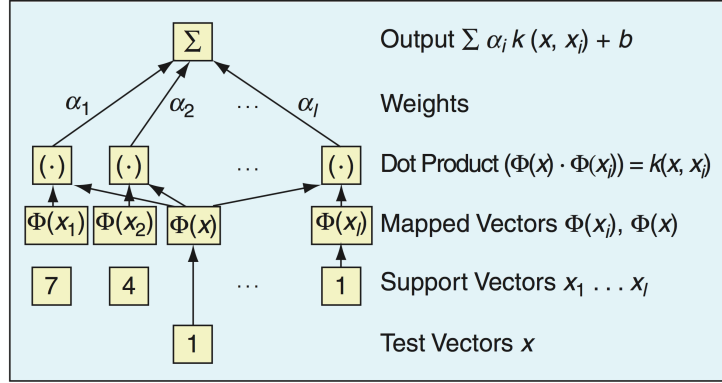 Σ Output Σ αᵢ k (x, xᵢ) + b
α₁ α₂ ... αₗ Weights
(·) (·) ... (·) Dot Product (Φ(x) · Φ(xᵢ)) = k(x, xᵢ)
Φ(x₁) Φ(x₂) Φ(x) Φ(xₗ) Mapped Vectors Φ(xᵢ), Φ(x)
7 4 ... 1 Support Vectors x₁ . . . xₗ
1 Test Vectors x